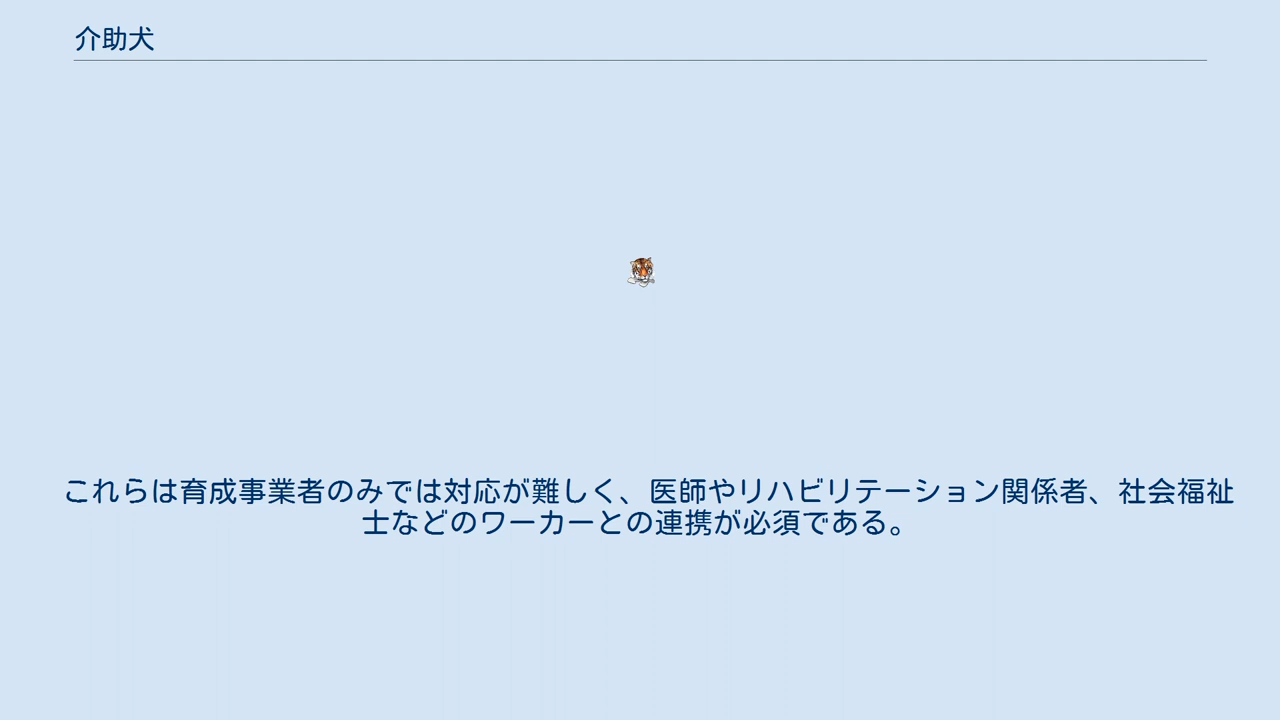 介助犬
これらは育成事業者のみでは対応が難しく、医師やリハビリテーション関係者、社会福祉
士などのワーカーとの連携が必須である。